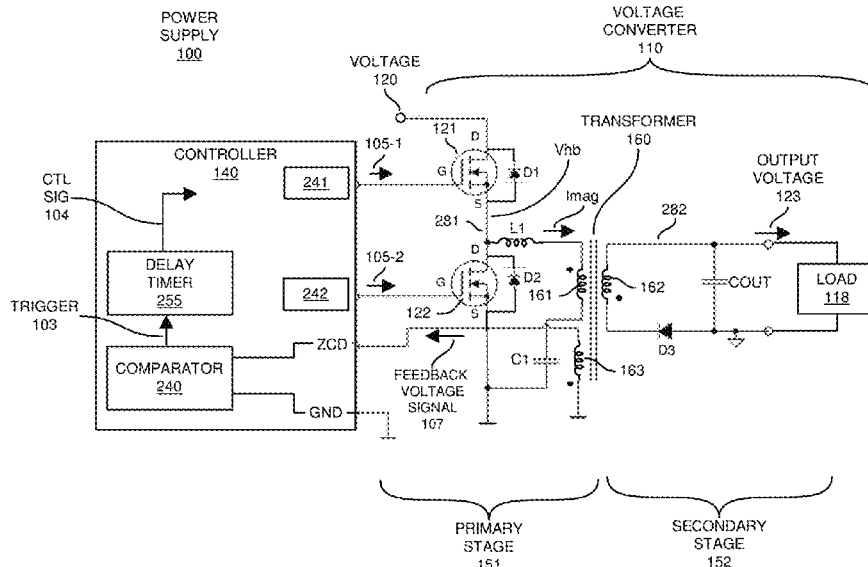 POWER
SUPPLY
100
VOLTAGE
CONVERTER
110
VOLTAGE
120
TRANSFORMER
160
Vhb
121
D
G
D1
S
CONTROLLER
140
241
105-1
CTL
SIG
104
Imag
OUTPUT
VOLTAGE
123
281
L1
282
DELAY
TIMER
255
242
105-2
D
G
D2
S
161
162
COUT
LOAD
118
TRIGGER
103
122
ZCD
D3
COMPARATOR
240
C1
163
FEEDBACK
VOLTAGE
SIGNAL
107
GND
PRIMARY
STAGE
151
SECONDARY
STAGE
152